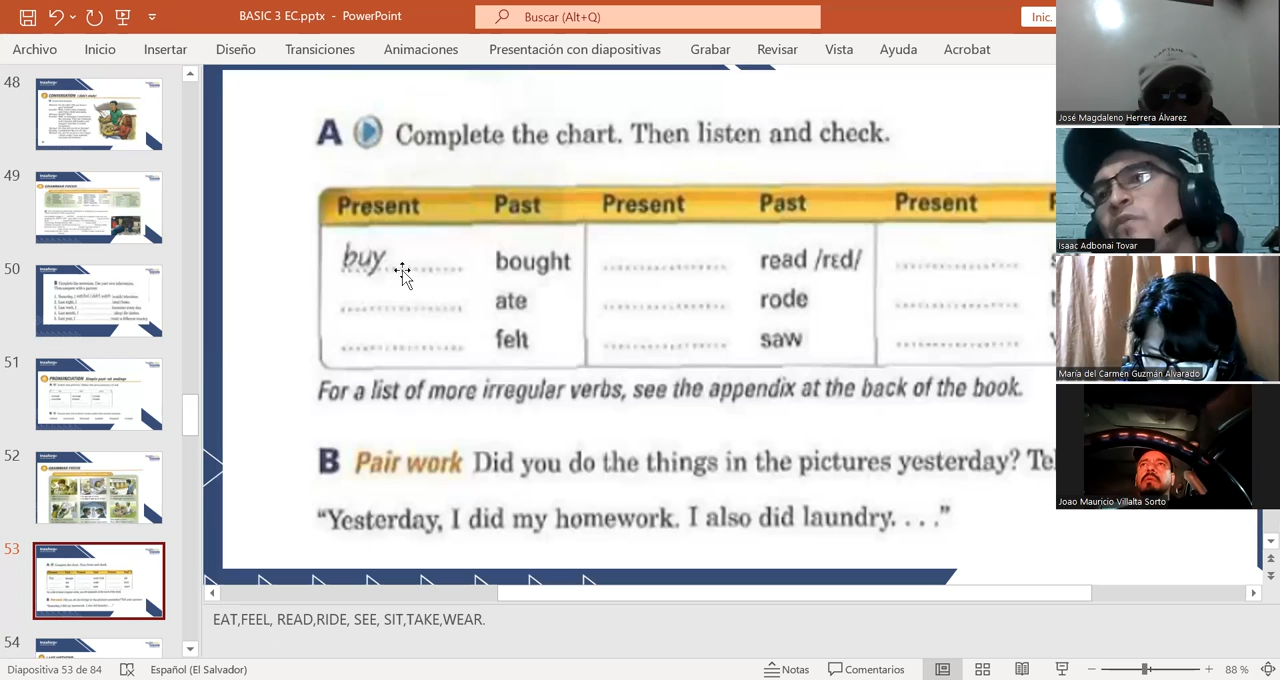 BASIC 3 EC.pptx - PowerPoint
Buscar (Alt+Q)
Inic.
Archivo Inicio Insertar Diseño Transiciones Animaciones Presentación con diapositivas Grabar Revisar Vista Ayuda Acrobat
48
49
50
51
52
53
54
A Complete the chart. Then listen and check.
Present Past Present Past Present
buy bought read /rɛd/
ate rode
felt saw
For a list of more irregular verbs, see the appendix at the back of the book.
B Pair work Did you do the things in the pictures yesterday?
“Yesterday, I did my homework. I also did laundry. . . .”
José Magdaleno Herrera Álvarez
Isaac Adbonai Tovar
María del Carmen Guzmán Alvarado
Joao Mauricio Villalta Sorto
EAT,FEEL, READ,RIDE, SEE, SIT,TAKE,WEAR.
Diapositiva 53 de 84 Español (El Salvador) Notas Comentarios 88 %